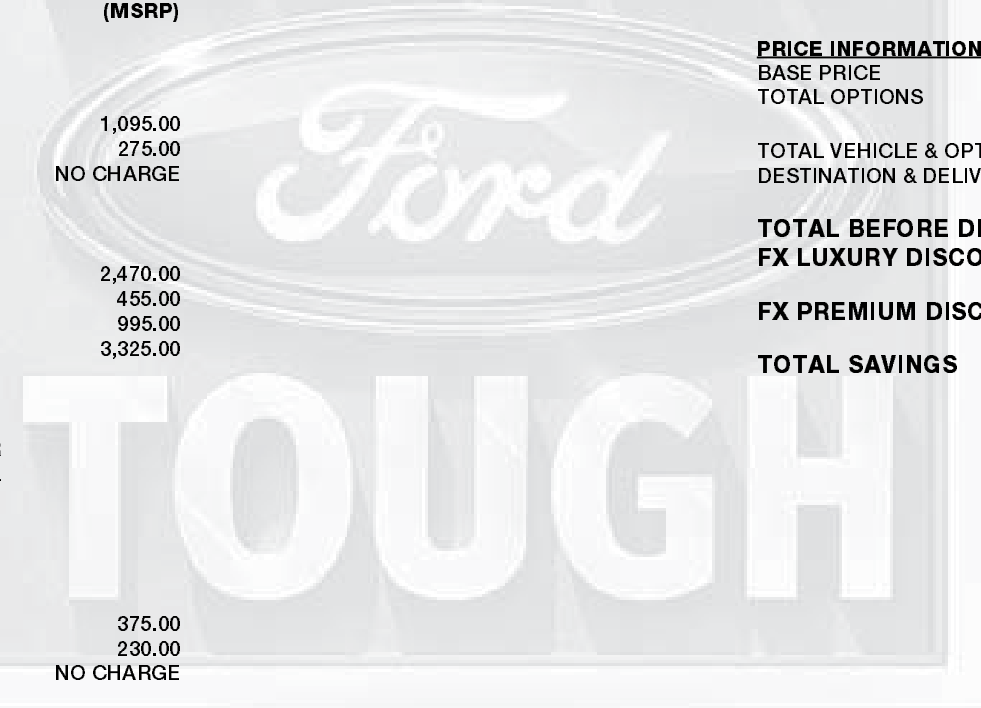 (MSRP)
1,095.00
275.00
NO CHARGE
2,470.00
455.00
995.00
3,325.00
375.00
230.00
NO CHARGE
PRICE INFORMATION
BASE PRICE
TOTAL OPTIONS
TOTAL VEHICLE & OPT
DESTINATION & DELIV
TOTAL BEFORE DI
FX LUXURY DISCO
FX PREMIUM DISC
TOTAL SAVINGS
Ford
TOUGH